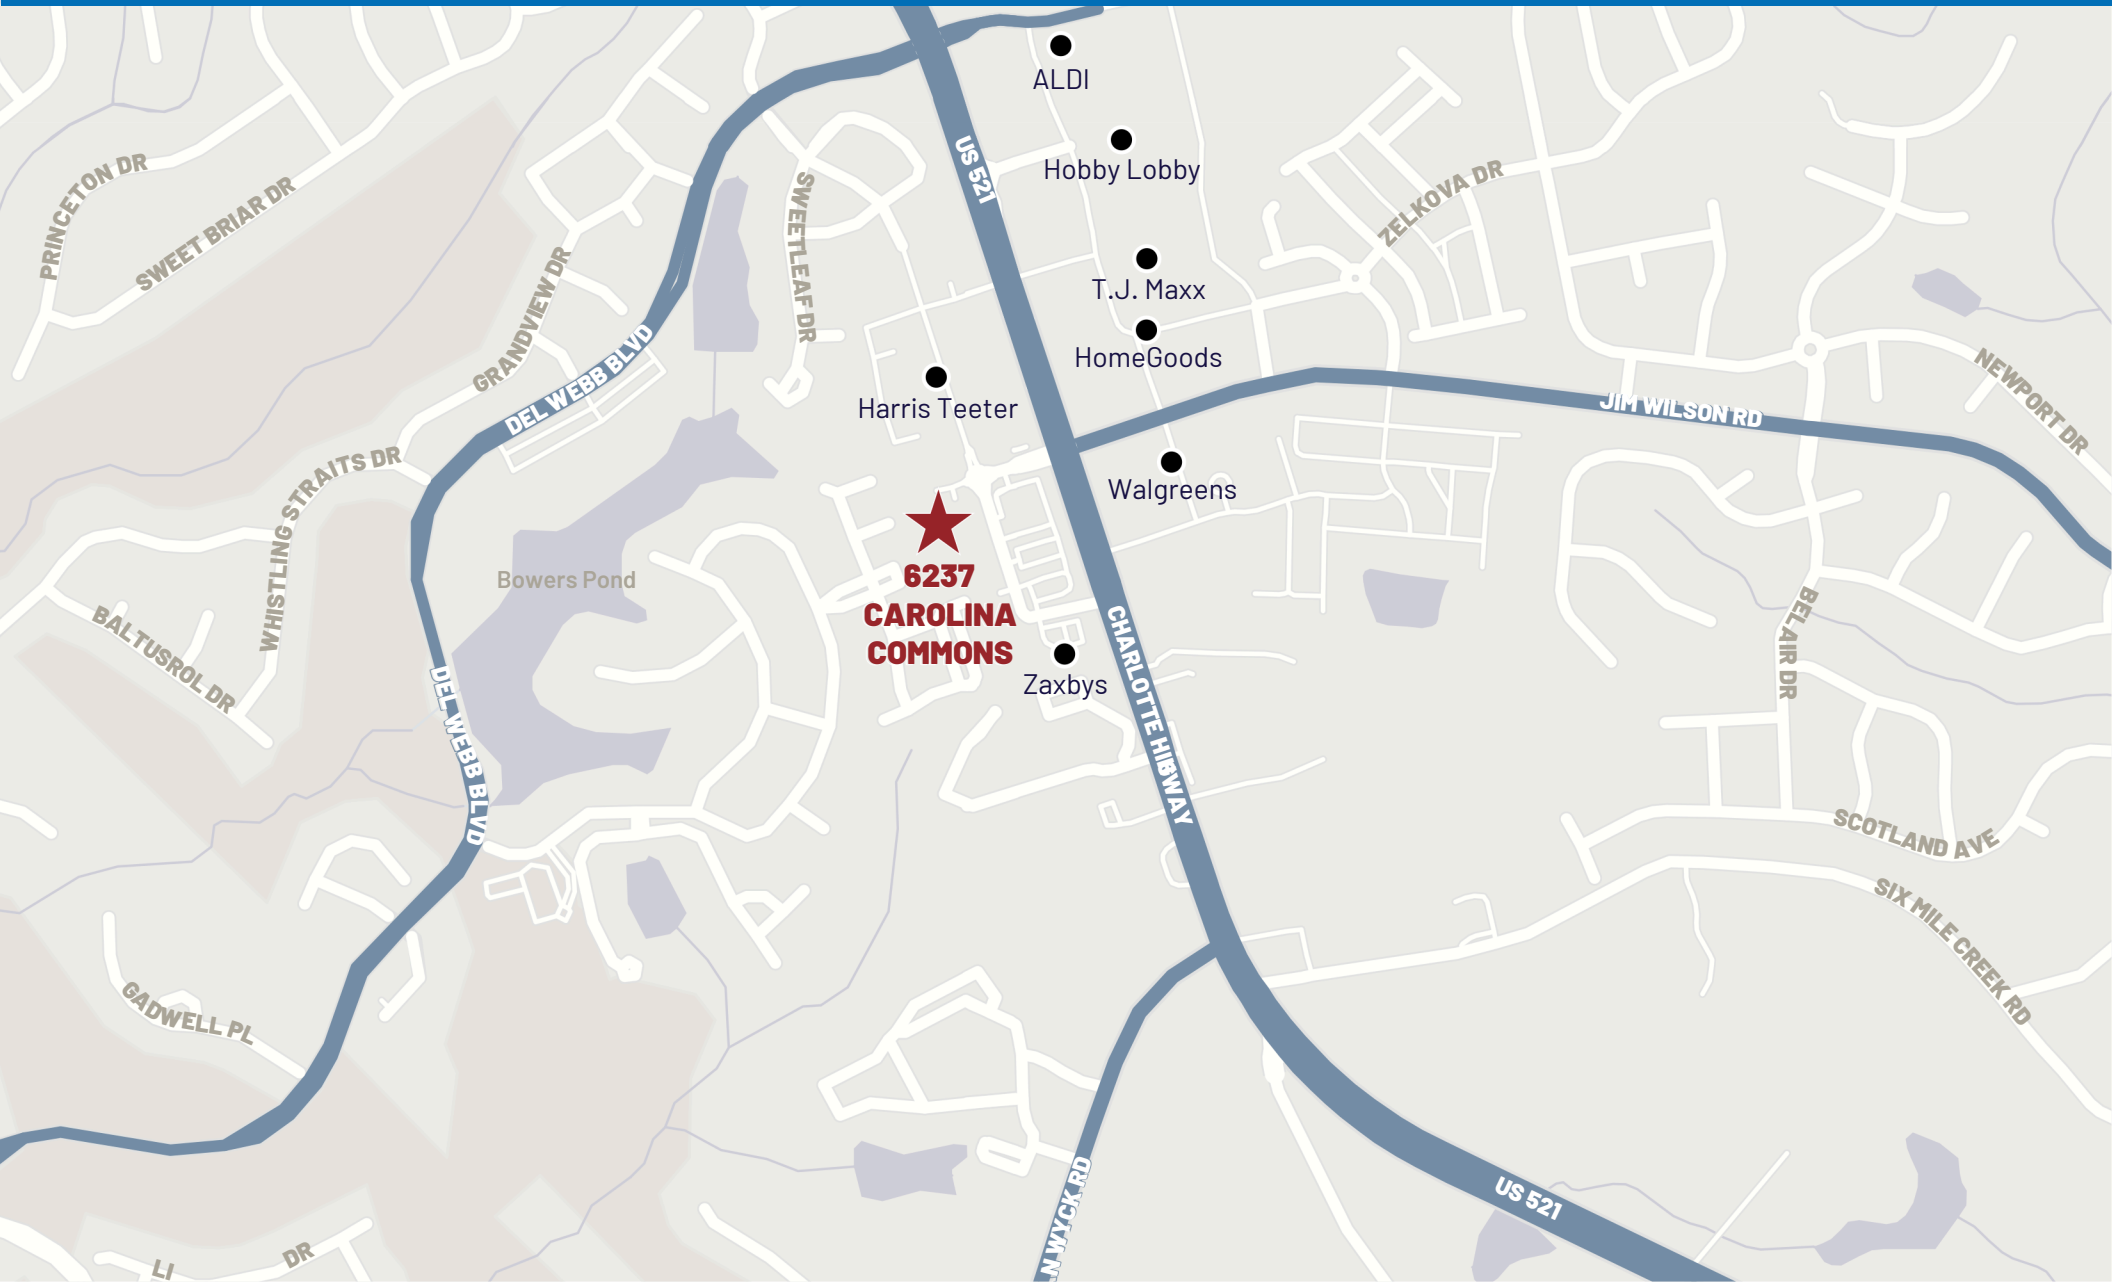 ALDI
US 521
Hobby Lobby
PRINCETON DR
SWEET BRIAR DR
SWEETLEAF DR
ZELKOVA DR
T.J. Maxx
GRANDVIEW DR
HomeGoods
DEL WEBB BLVD
Harris Teeter
JIM WILSON RD
NEWPORT DR
WHISTLING STRAITS DR
Walgreens
Bowers Pond
6237
CAROLINA
COMMONS
BALTUSROL DR
BELAIR DR
Zaxbys
CHARLOTTE HIGWAY
DEL WEBB BLVD
SCOTLAND AVE
SIX MILE CREEK RD
GADWELL PL
N WYCK RD
US 521
LI
DR